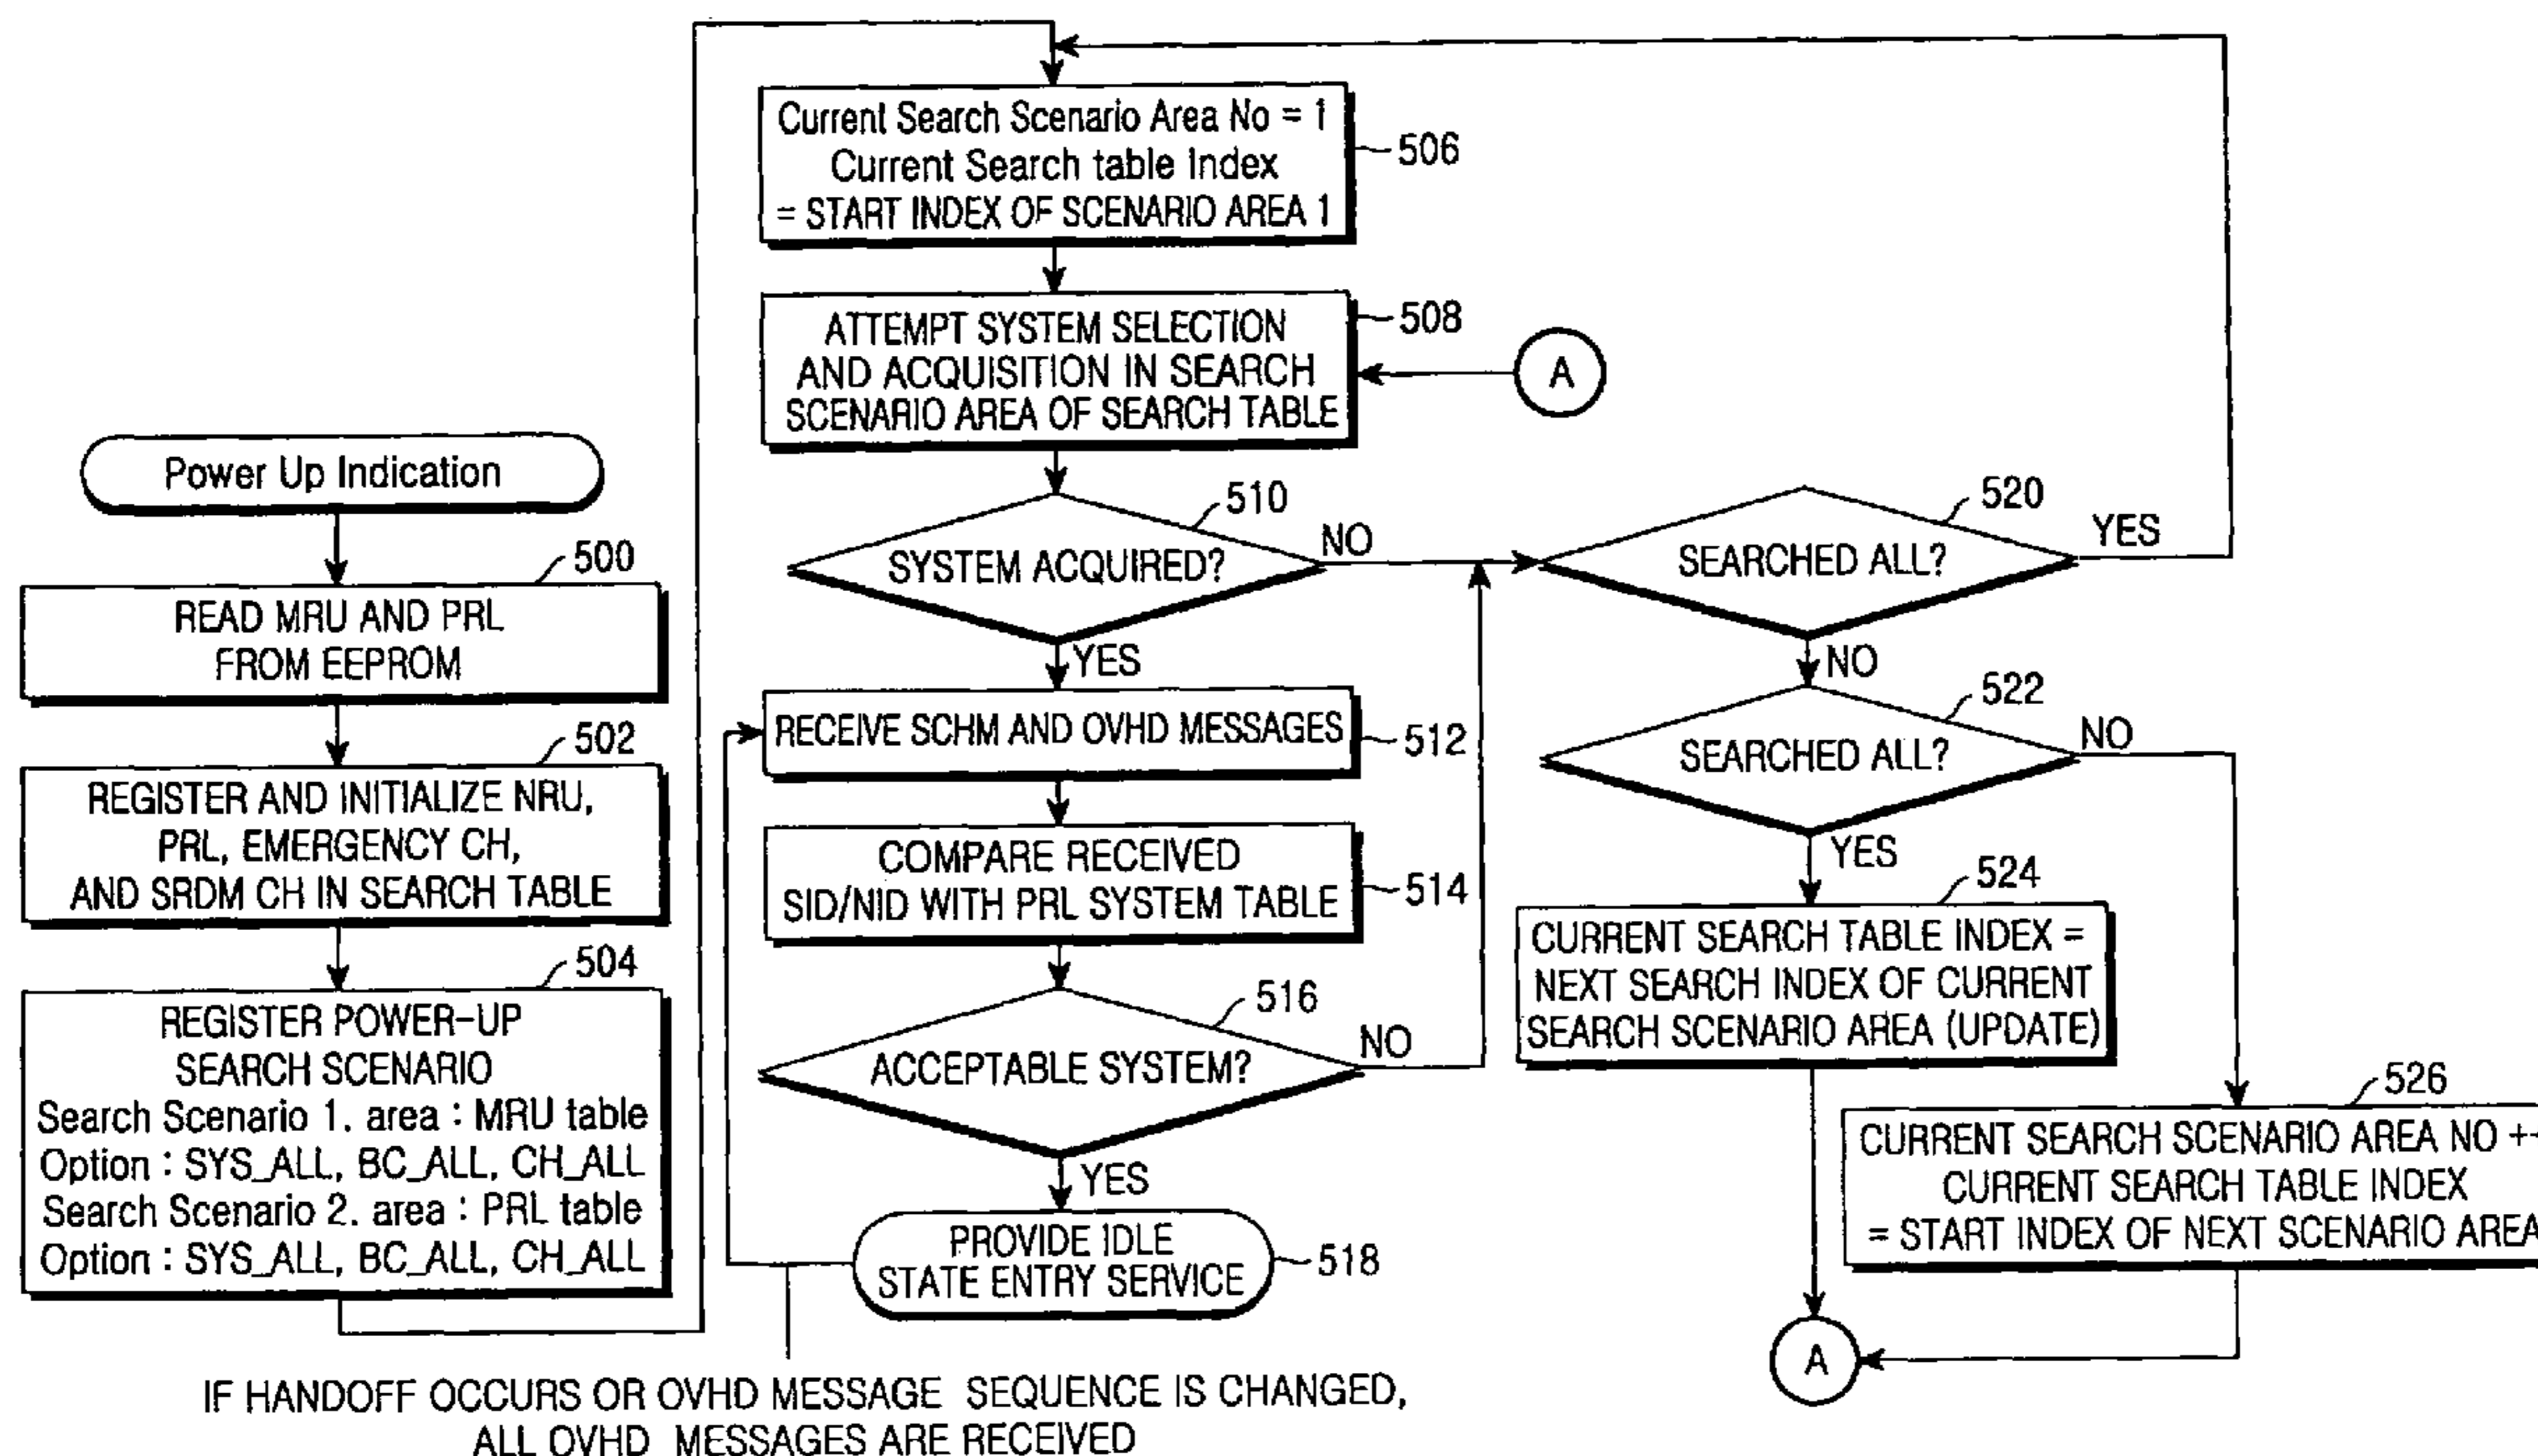 Power Up Indication
500
READ MRU AND PRL
FROM EEPROM
502
REGISTER AND INITIALIZE NRU,
PRL, EMERGENCY CH,
AND SRDM CH IN SEARCH TABLE
504
REGISTER POWER-UP
SEARCH SCENARIO
Search Scenario 1. area : MRU table
Option : SYS_ALL, BC_ALL, CH_ALL
Search Scenario 2. area : PRL table
Option : SYS_ALL, BC_ALL, CH_ALL
Current Search Scenario Area No = 1
Current Search table Index
= START INDEX OF SCENARIO AREA 1
506
ATTEMPT SYSTEM SELECTION
AND ACQUISITION IN SEARCH
SCENARIO AREA OF SEARCH TABLE
508
A
510
SYSTEM ACQUIRED?
NO
YES
RECEIVE SCHM AND OVHD MESSAGES
512
COMPARE RECEIVED
SID/NID WITH PRL SYSTEM TABLE
514
516
ACCEPTABLE SYSTEM?
NO
YES
PROVIDE IDLE
STATE ENTRY SERVICE
518
IF HANDOFF OCCURS OR OVHD MESSAGE SEQUENCE IS CHANGED,
ALL OVHD MESSAGES ARE RECEIVED
520
SEARCHED ALL?
YES
NO
522
SEARCHED ALL?
NO
YES
524
CURRENT SEARCH TABLE INDEX =
NEXT SEARCH INDEX OF CURRENT
SEARCH SCENARIO AREA (UPDATE)
526
CURRENT SEARCH SCENARIO AREA NO ++
CURRENT SEARCH TABLE INDEX
= START INDEX OF NEXT SCENARIO AREA
A